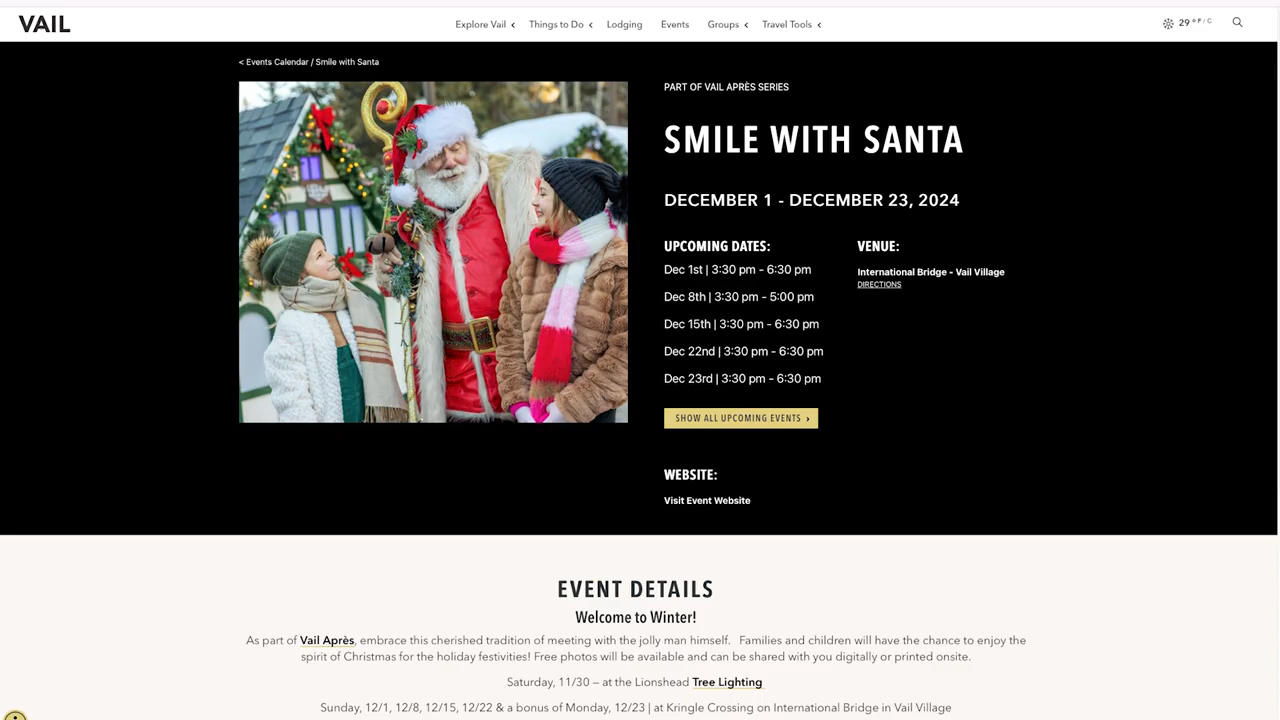 VAIL
Explore Vail
Things to Do
Lodging
Events
Groups
Travel Tools
29 °F/C
< Events Calendar / Smile with Santa
PART OF VAIL APRÈS SERIES
SMILE WITH SANTA
DECEMBER 1 - DECEMBER 23, 2024
UPCOMING DATES:
Dec 1st | 3:30 pm - 6:30 pm
Dec 8th | 3:30 pm - 5:00 pm
Dec 15th | 3:30 pm - 6:30 pm
Dec 22nd | 3:30 pm - 6:30 pm
Dec 23rd | 3:30 pm - 6:30 pm
VENUE:
International Bridge - Vail Village
DIRECTIONS
SHOW ALL UPCOMING EVENTS ›
WEBSITE:
Visit Event Website
EVENT DETAILS
Welcome to Winter!
As part of Vail Après, embrace this cherished tradition of meeting with the jolly man himself. Families and children will have the chance to enjoy the
spirit of Christmas for the holiday festivities! Free photos will be available and can be shared with you digitally or printed onsite.
Saturday, 11/30 – at the Lionshead Tree Lighting
Sunday, 12/1, 12/8, 12/15, 12/22 & a bonus of Monday, 12/23 | at Kringle Crossing on International Bridge in Vail Village